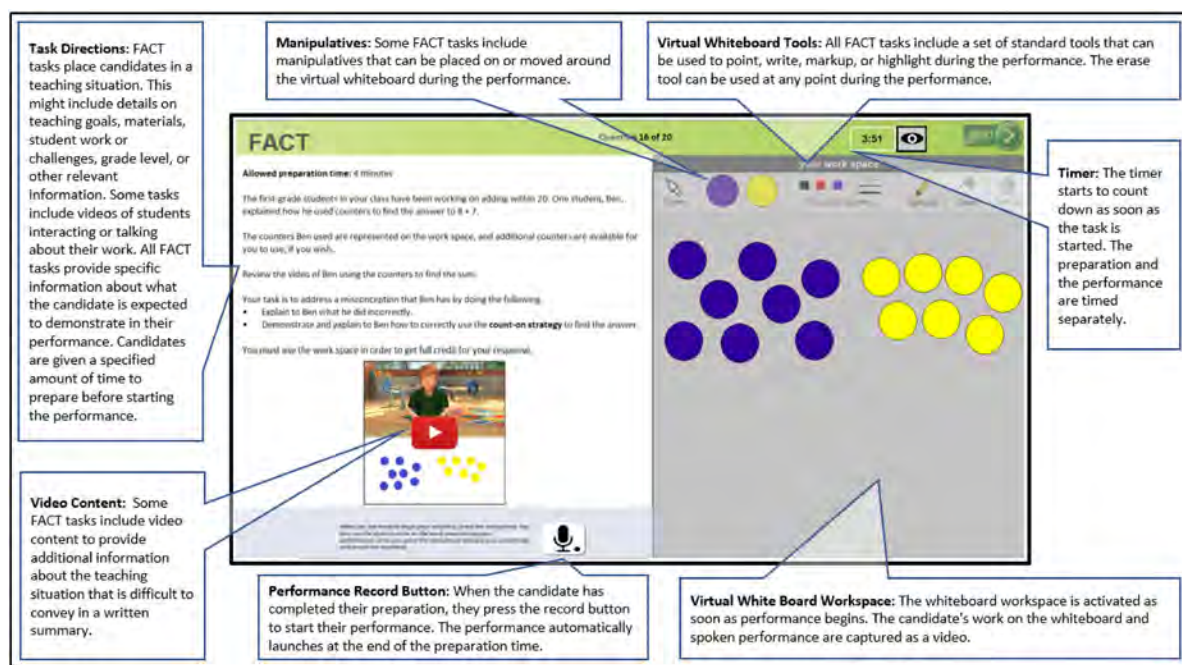 Task Directions: FACT
tasks place candidates in a
teaching situation. This
might include details on
teaching goals, materials,
student work or
challenges, grade level, or
other relevant
information. Some tasks
include videos of students
interacting or talking
about their work. All FACT
tasks provide specific
information about what
the candidate is expected
to demonstrate in their
performance. Candidates
are given a specified
amount of time to
prepare before starting
the performance.
Manipulatives: Some FACT tasks include
manipulatives that can be placed on or moved around
the virtual whiteboard during the performance.
Virtual Whiteboard Tools: All FACT tasks include a set of standard tools that can
be used to point, write, markup, or highlight during the performance. The erase
tool can be used at any point during the performance.
FACT
Question 16 of 20
3:51
your work space
Allowed preparation time: 4 minutes
The first-grade students in your class have been working on adding within 20. One student, Ben,
explained how he used counters to find the answer to 8 + 7.
The counters Ben used are represented on the work space, and additional counters are available for
you to use, if you wish.
Review the video of Ben using the counters to find the sum.
Your task is to address a misconception that Ben has by doing the following.
• Explain to Ben what he did incorrectly.
• Demonstrate and explain to Ben how to correctly use the count-on strategy to find the answer.
You must use the work space in order to get full credit for your response.
Timer: The timer
starts to count
down as soon as
the task is
started. The
preparation and
the performance
are timed
separately.
Video Content: Some
FACT tasks include video
content to provide
additional information
about the teaching
situation that is difficult to
convey in a written
summary.
Performance Record Button: When the candidate has
completed their preparation, they press the record button
to start their performance. The performance automatically
launches at the end of the preparation time.
Virtual White Board Workspace: The whiteboard workspace is activated as
soon as performance begins. The candidate's work on the whiteboard and
spoken performance are captured as a video.